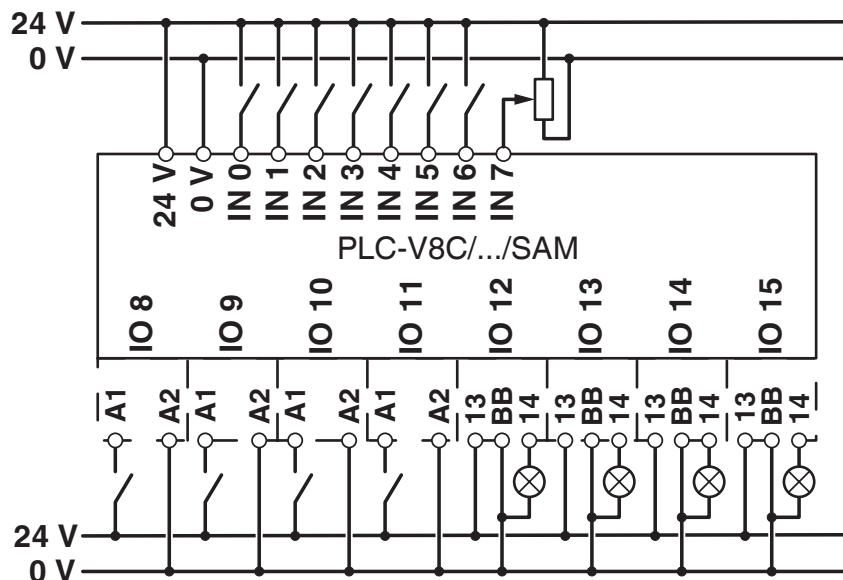 24 V
0 V
24 V
0 V
IN 0
IN 1
IN 2
IN 3
IN 4
IN 5
IN 6
IN 7
PLC-V8C/.../SAM
IO 8
IO 9
IO 10
IO 11
IO 12
IO 13
IO 14
IO 15
A1
A2
A1
A2
A1
A2
A1
A2
13
BB
14
13
BB
14
13
BB
14
13
BB
14
24 V
0 V